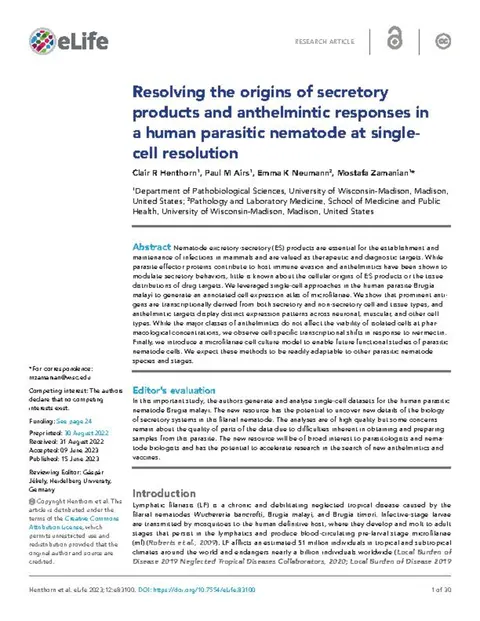 eLife
RESEARCH ARTICLE
Resolving the origins of secretory
products and anthelmintic responses in
a human parasitic nematode at single-
cell resolution
Clair R Henthorn¹, Paul M Airs¹, Emma K Neumann², Mostafa Zamanian¹*
¹Department of Pathobiological Sciences, University of Wisconsin-Madison, Madison,
United States; ²Pathology and Laboratory Medicine, School of Medicine and Public
Health, University of Wisconsin-Madison, Madison, United States
Abstract Nematode excretory-secretory (ES) products are essential for the establishment and
maintenance of infections in mammals and are valued as therapeutic and diagnostic targets. While
parasite effector proteins contribute to host immune evasion and anthelmintics have been shown to
modulate secretory behaviors, little is known about the cellular origins of ES products or the tissue
distributions of drug targets. We leveraged single-cell approaches in the human parasite Brugia
malayi to generate an annotated cell expression atlas of microfilariae. We show that prominent anti-
gens are transcriptionally derived from both secretory and non-secretory cell and tissue types, and
anthelmintic targets display distinct expression patterns across neuronal, muscular, and other cell
types. While the major classes of anthelmintics do not affect the viability of isolated cells at phar-
macological concentrations, we observe cell-specific transcriptional shifts in response to ivermectin.
Finally, we introduce a microfilariae cell culture model to enable future functional studies of parasitic
nematode cells. We expect these methods to be readily adaptable to other parasitic nematode
species and stages.
*For correspondence:
mzamanian@wisc.edu
Competing interest: The authors
declare that no competing
interests exist.
Funding: See page 24
Preprinted: 30 August 2022
Received: 31 August 2022
Accepted: 09 June 2023
Published: 15 June 2023
Reviewing Editor: Gáspár
Jékely, Heidelberg University,
Germany
© Copyright Henthorn et al. This
article is distributed under the
terms of the Creative Commons
Attribution License, which
permits unrestricted use and
redistribution provided that the
original author and source are
credited.
Editor's evaluation
In this important study, the authors generate and analyse single-cell datasets for the human parasitic
nematode Brugia malayi. The new resource has the potential to uncover new details of the biology
of secretory systems in this filarial nematode. The analyses are of high quality but some concerns
remain about the quality of parts of the data due to difficulties inherent in obtaining and preparing
samples from this parasite. The new resource will be of broad interest to parasitologists and nema-
tode biologists and has the potential to accelerate research in the search of new anthelmintics and
vaccines.
Introduction
Lymphatic filariasis (LF) is a chronic and debilitating neglected tropical disease caused by the
filarial nematodes Wuchereria bancrofti, Brugia malayi, and Brugia timori. Infective-stage larvae
are transmitted by mosquitoes to the human definitive host, where they develop and molt to adult
stages that persist in the lymphatics and produce blood-circulating pre-larval stage microfilariae
(mf) (Roberts et al., 2009). LF afflicts an estimated 51 million individuals in tropical and subtropical
climates around the world and endangers nearly a billion individuals worldwide (Local Burden of
Disease 2019 Neglected Tropical Diseases Collaborators, 2020; Local Burden of Disease 2019
Henthorn et al. eLife 2023;12:e83100. DOI: https://doi.org/10.7554/eLife.83100
1 of 30